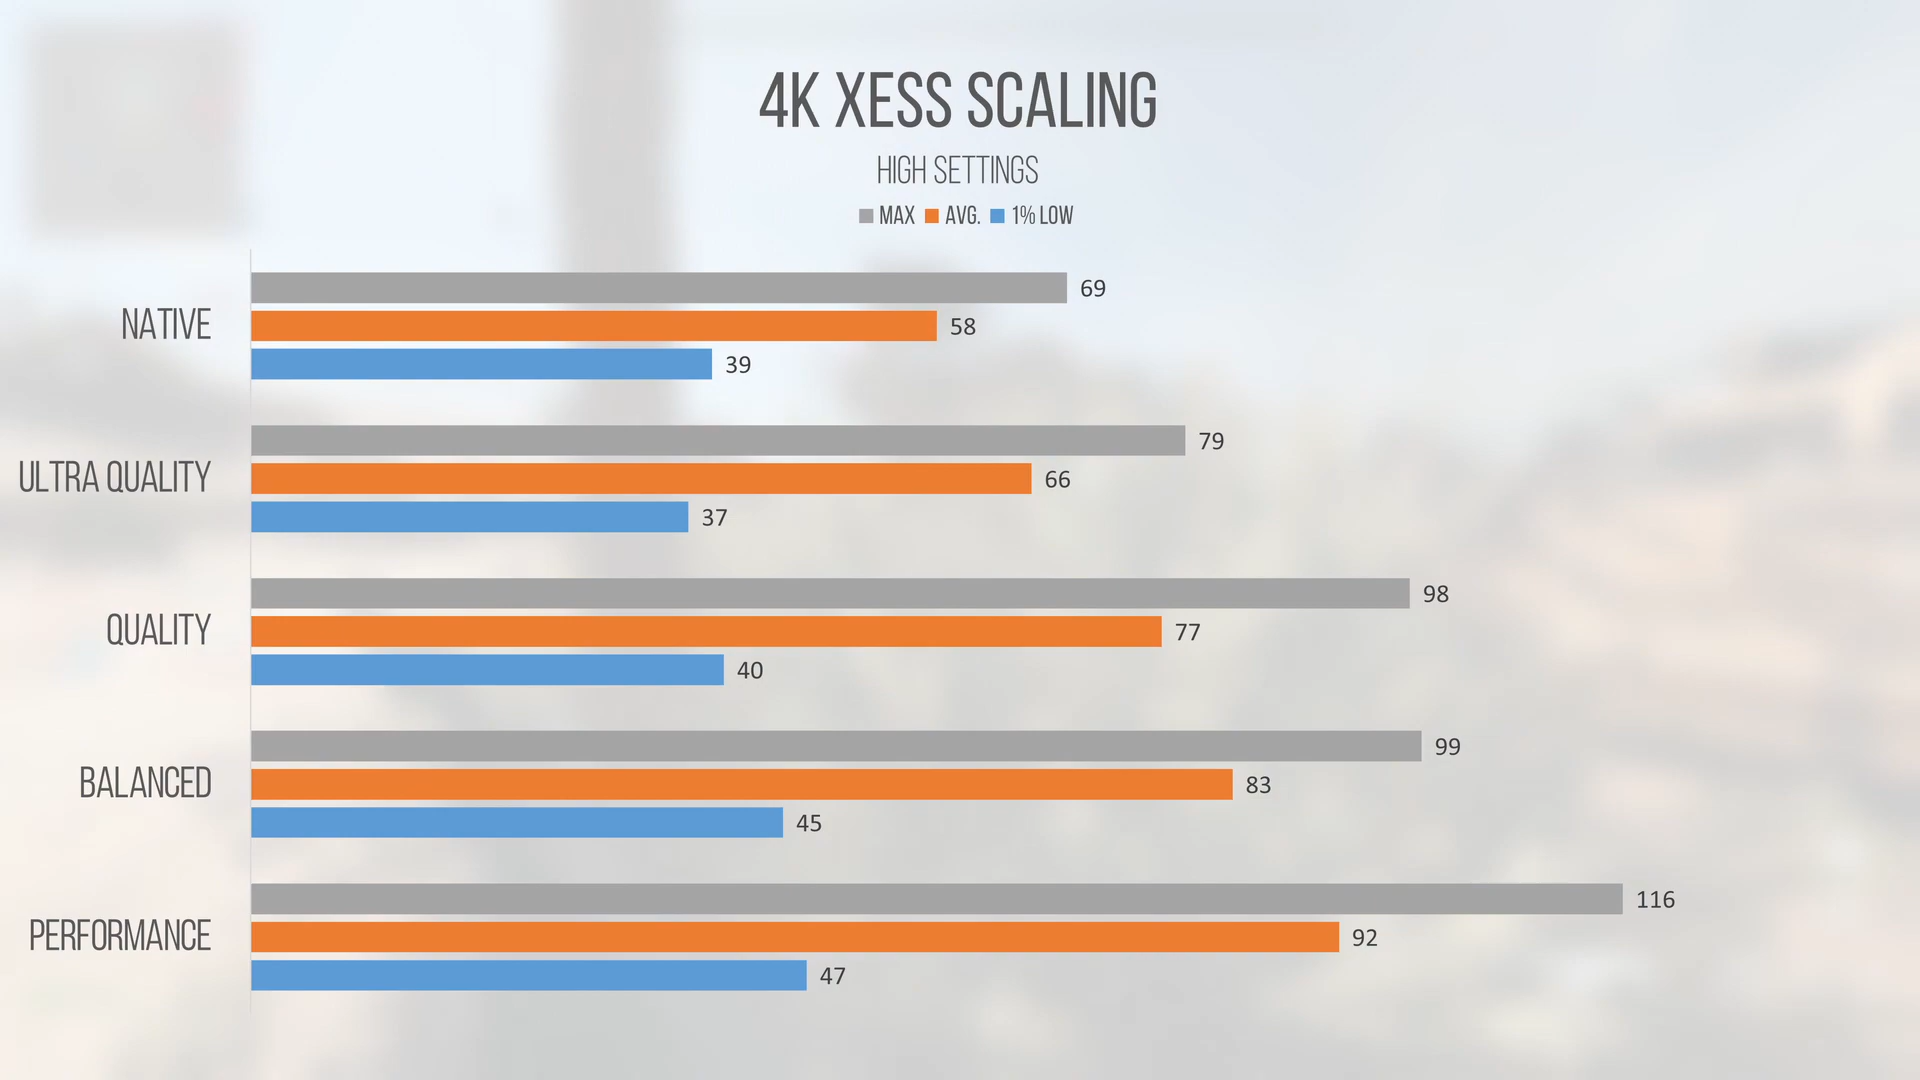 4K XESS SCALING
HIGH SETTINGS
MAX AVG. 1% LOW
NATIVE
69
58
39
ULTRA QUALITY
79
66
37
QUALITY
98
77
40
BALANCED
99
83
45
PERFORMANCE
116
92
47